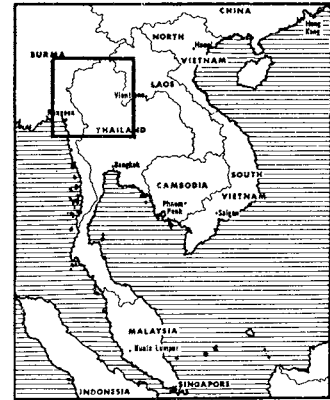 CHINA
Hong
Kong
BURMA
NORTH
Hanoi
VIETNAM
LAOS
Vientiane
Rangoon
THAILAND
Bangkok
CAMBODIA
SOUTH
Phnom
Penh
VIETNAM
Saigon
MALAYSIA
Kuala Lumpur
SINGAPORE
INDONESIA